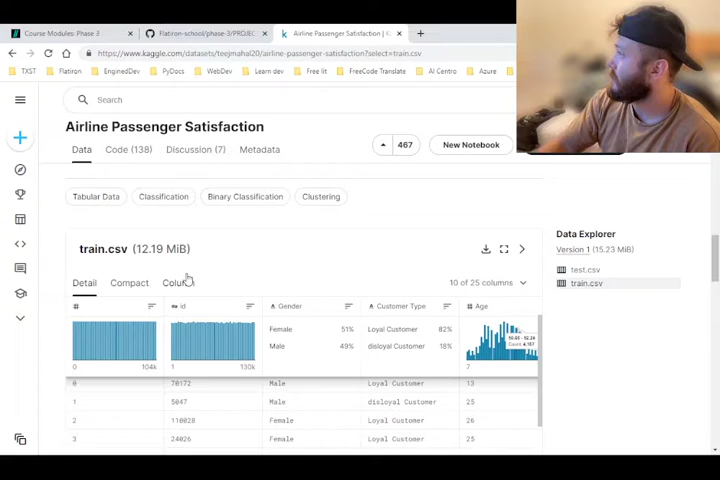 Course Modules: Phase 3
Flatiron-school/phase-3/PROJEC
Airline Passenger Satisfaction | K
https://www.kaggle.com/datasets/teejmahal20/airline-passenger-satisfaction?select=train.csv
TXST
Flatiron
EnginedDev
PyDocs
WebDev
Learn dev
Free lit
FreeCode Translate
AI Centro
Azure
Search
Airline Passenger Satisfaction
467
New Notebook
Data
Code (138)
Discussion (7)
Metadata
Tabular Data
Classification
Binary Classification
Clustering
train.csv (12.19 MiB)
Detail
Compact
Column
10 of 25 columns
#
id
Gender
Customer Type
# Age
Female 51%
Male 49%
Loyal Customer 82%
disloyal Customer 18%
0 104k
1 130k
7
0 70172 Male Loyal Customer 13
1 5047 Male disloyal Customer 25
2 110028 Female Loyal Customer 26
3 24026 Female Loyal Customer 25
Data Explorer
Version 1 (15.23 MiB)
test.csv
train.csv